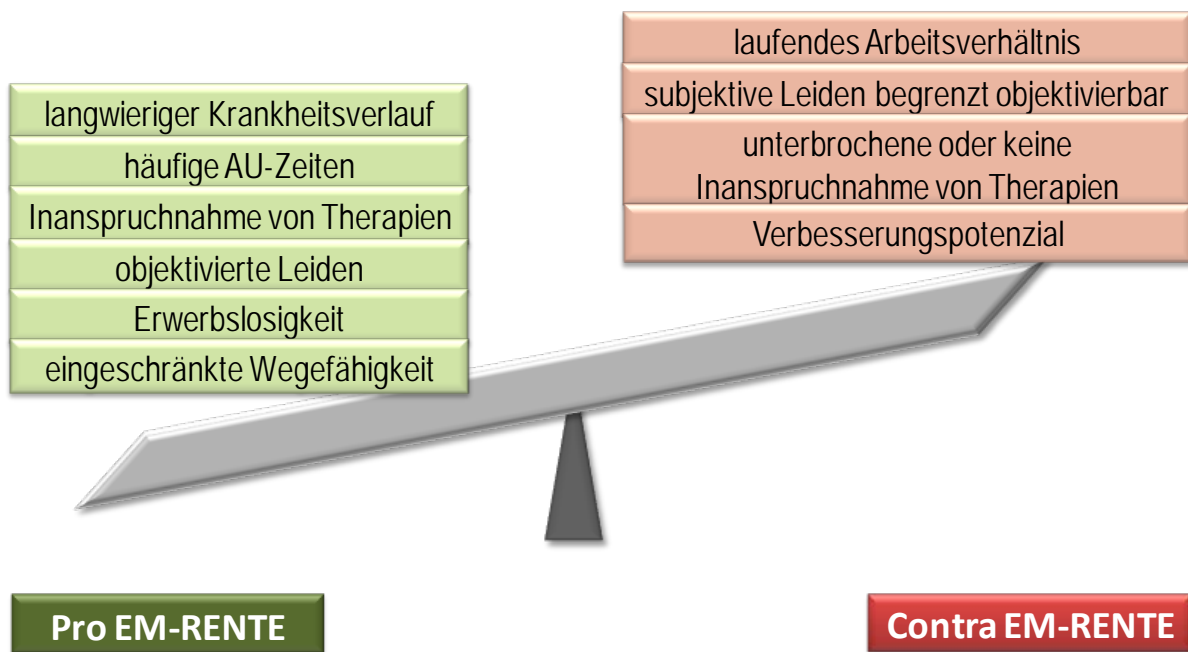 langwieriger Krankheitsverlauf
häufige AU-Zeiten
Inanspruchnahme von Therapien
objektivierte Leiden
Erwerbslosigkeit
eingeschränkte Wegefähigkeit
laufendes Arbeitsverhältnis
subjektive Leiden begrenzt objektivierbar
unterbrochene oder keine
Inanspruchnahme von Therapien
Verbesserungspotenzial
Pro EM-RENTE
Contra EM-RENTE